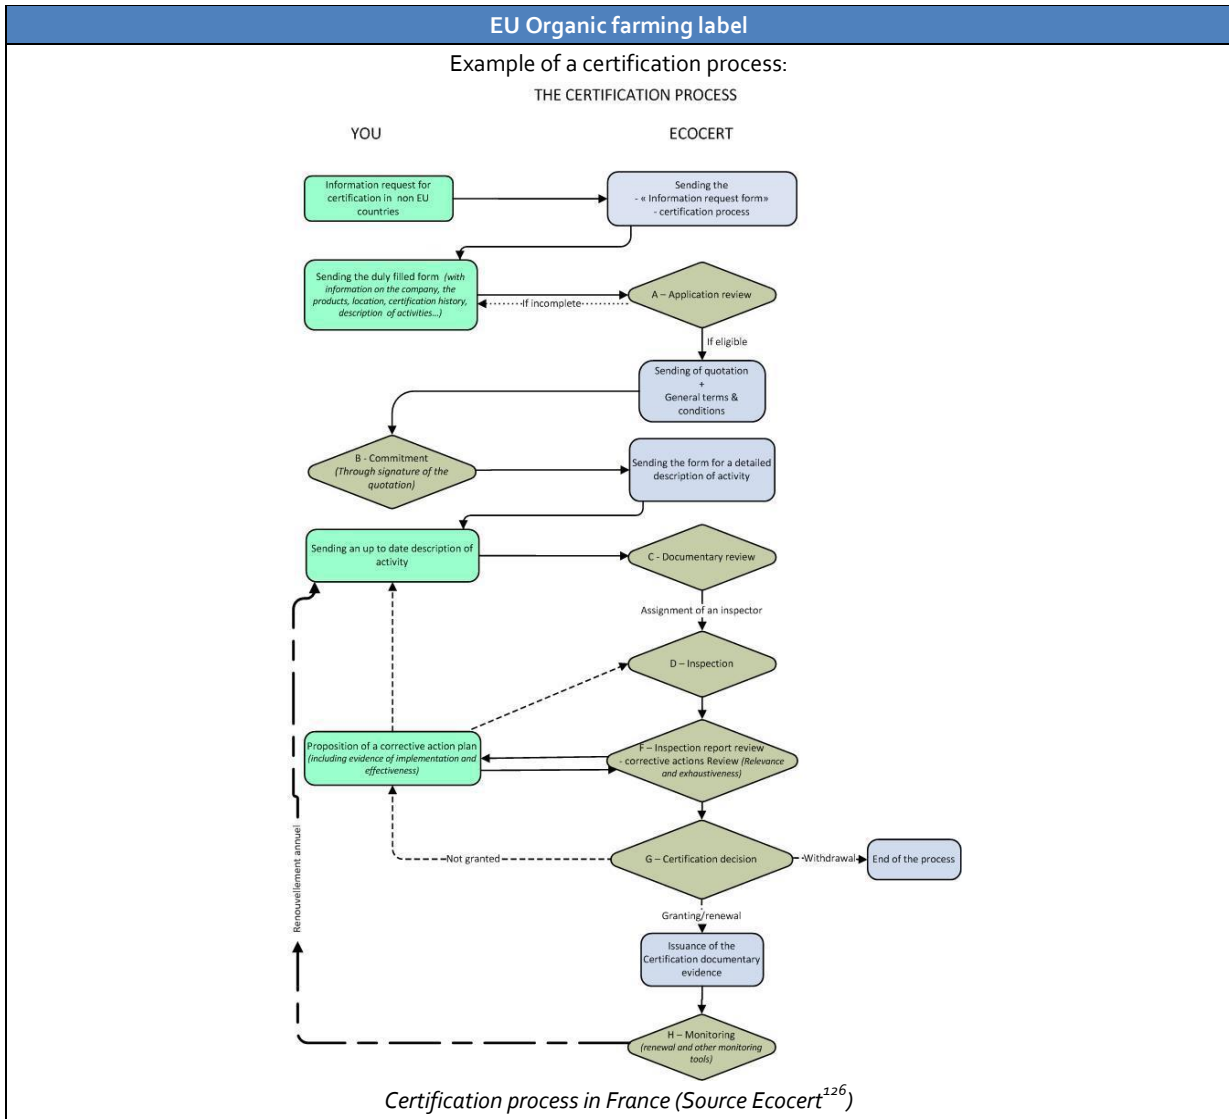 EU Organic farming label
Example of a certification process:
THE CERTIFICATION PROCESS
YOU
ECOCERT
Information request for
certification in non EU
countries
Sending the
- « Information request form»
- certification process
Sending the duly filled form (with
information on the company, the
products, location, certification history,
description of activities...)
If incomplete
A – Application review
If eligible
Sending of quotation
+
General terms &
conditions
B - Commitment
(Through signature of the
quotation)
Sending the form for a detailed
description of activity
Sending an up to date description of
activity
C - Documentary review
Assignment of an inspector
D – Inspection
Proposition of a corrective action plan
(including evidence of implementation and
effectiveness)
F – Inspection report review
- corrective actions Review (Relevance
and exhaustiveness)
Not granted
G – Certification decision
Withdrawal
End of the process
Renouvellement annuel
Granting/renewal
Issuance of the
Certification documentary
evidence
H – Monitoring
(renewal and other monitoring
tools)
Certification process in France (Source Ecocert126)